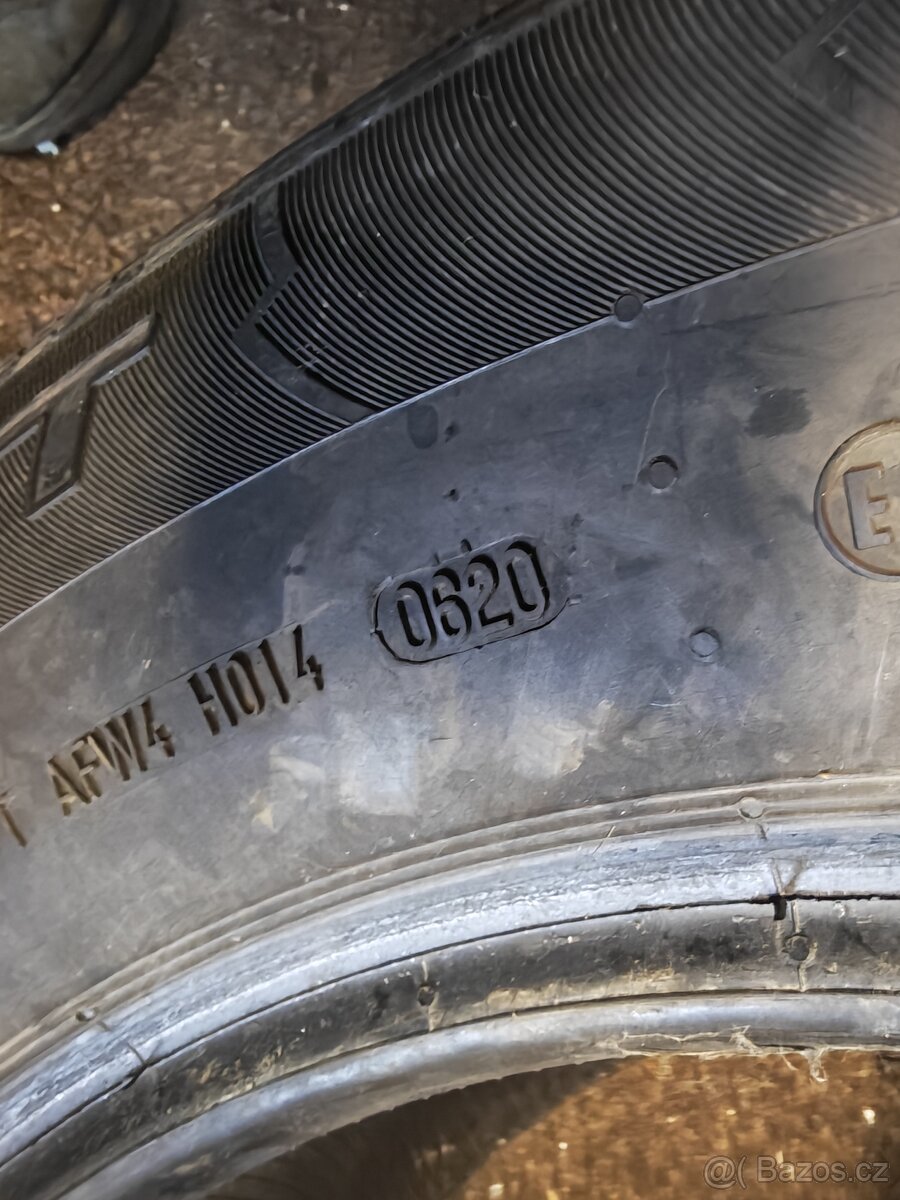 T
E
T AFW4 H014 0620
@( Bazos.cz